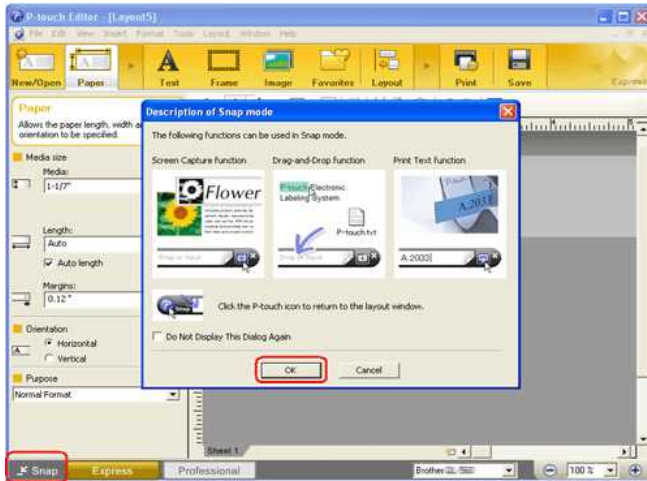 P-touch Editor - [Layout5]
File Edit View Insert Format Tools Layout Window Help
New/Open Paper Text Frame Image Favorites Layout Print Save Express
Paper
Allows the paper length, width a
orientation to be specified.
Media size
Media:
1-1/7"
Length:
Auto
Auto length
Margins:
0.12 "
Orientation
Horizontal
Vertical
Purpose
Normal Format
Description of Snap mode
The following functions can be used in Snap mode.
Screen Capture function Drag-and-Drop function Print Text function
Flower
P-touch Electronic
Labeling System
P-touch.txt
A.2033
A.2033
Snap
Click the P-touch icon to return to the layout window.
Do Not Display This Dialog Again
OK Cancel
Sheet 1
Snap Express Professional
Brother
100 %